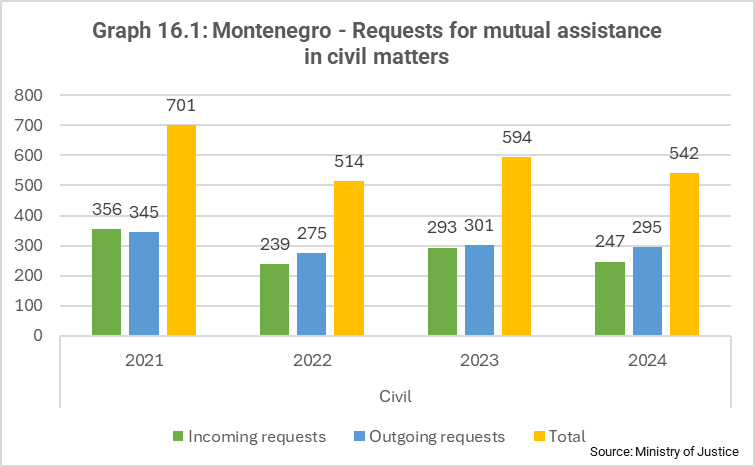 Graph 16.1: Montenegro - Requests for mutual assistance
in civil matters
800
700
600
500
400
300
200
100
0
356 345 701
239 275 514
293 301 594
247 295 542
2021 2022 2023 2024
Civil
Incoming requests Outgoing requests Total
Source: Ministry of Justice